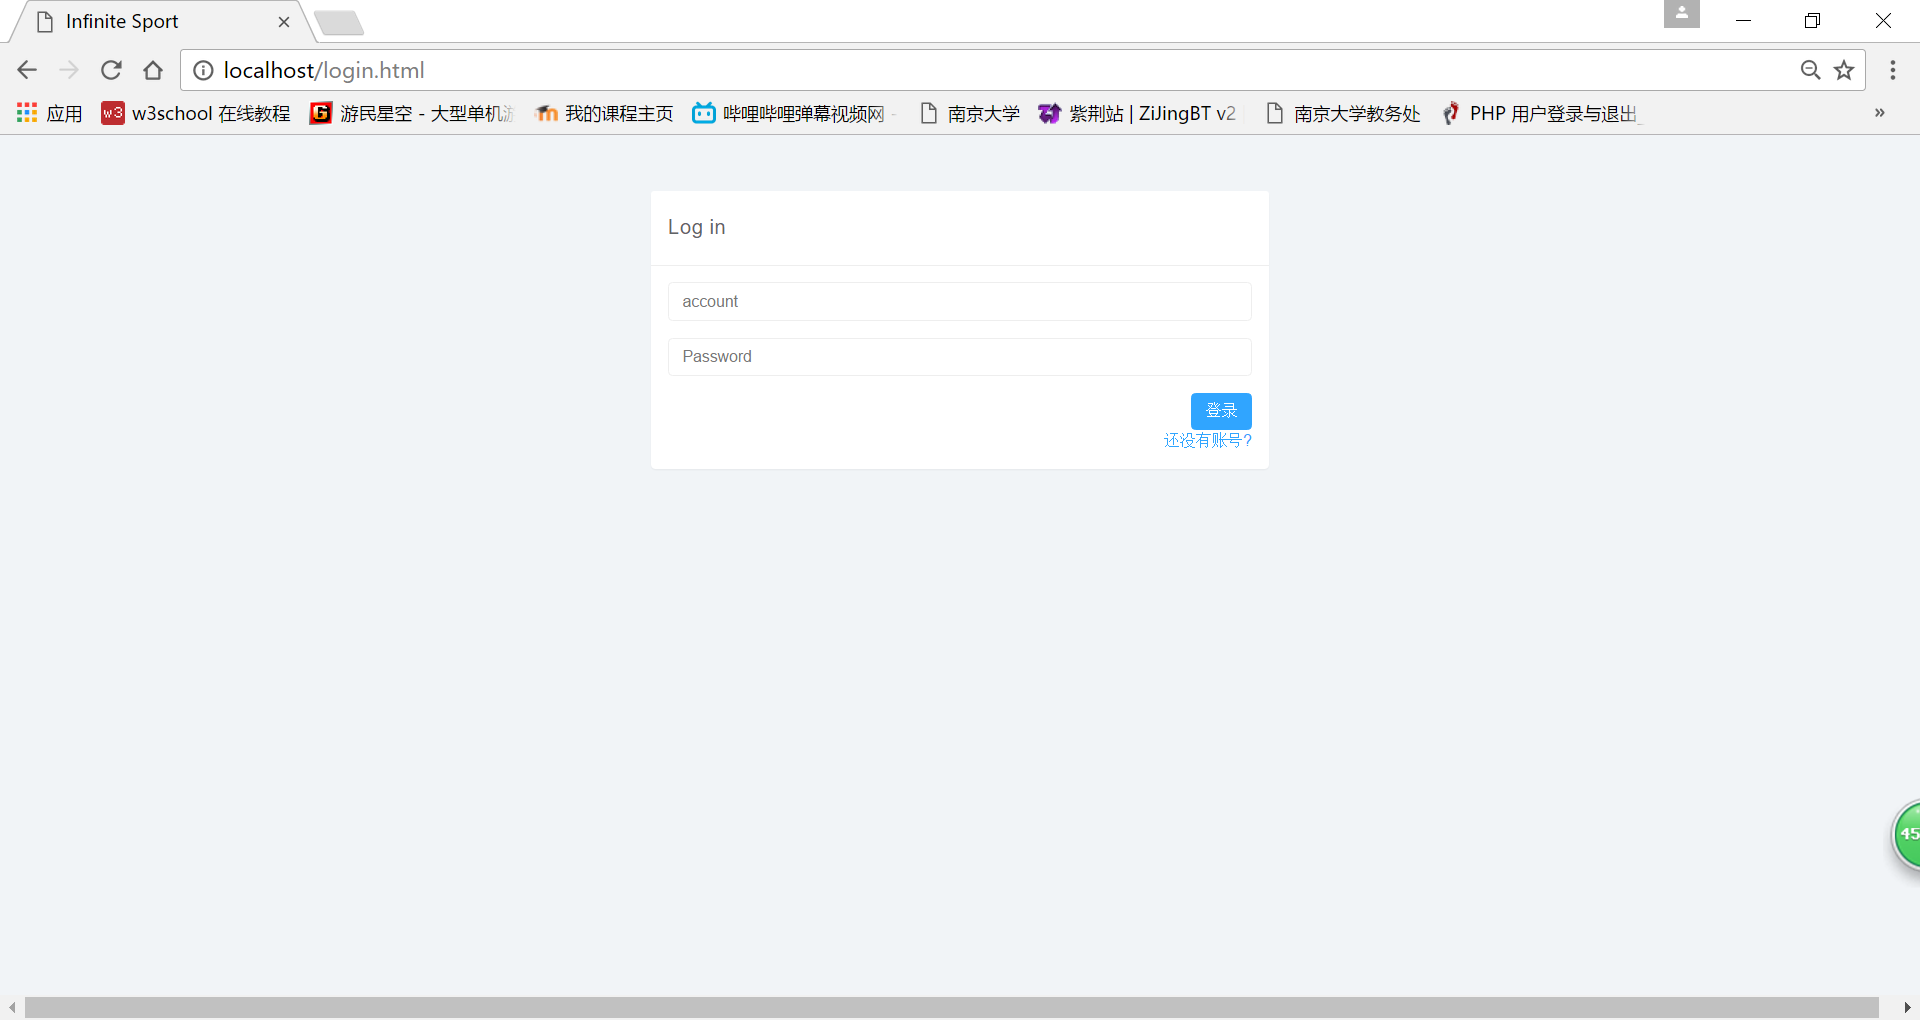 Infinite Sport
localhost/login.html
应用 w3school 在线教程 游民星空 - 大型单机游 我的课程主页 哔哩哔哩弹幕视频网 - 南京大学 紫荆站 | ZiJingBT v2 南京大学教务处 PHP 用户登录与退出_ »
Log in
account
Password
登录
还没有账号?
45